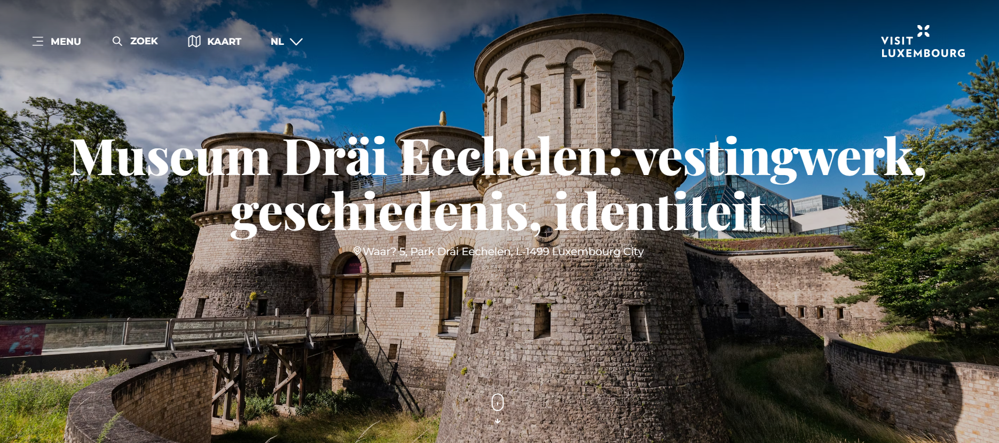 MENU
ZOEK
KAART
NL
VISIT
LUXEMBOURG
Museum Dräi Eechelen: vestingwerk,
geschiedenis, identiteit
Waar? 5, Park Dräi Eechelen, L-1499 Luxembourg City